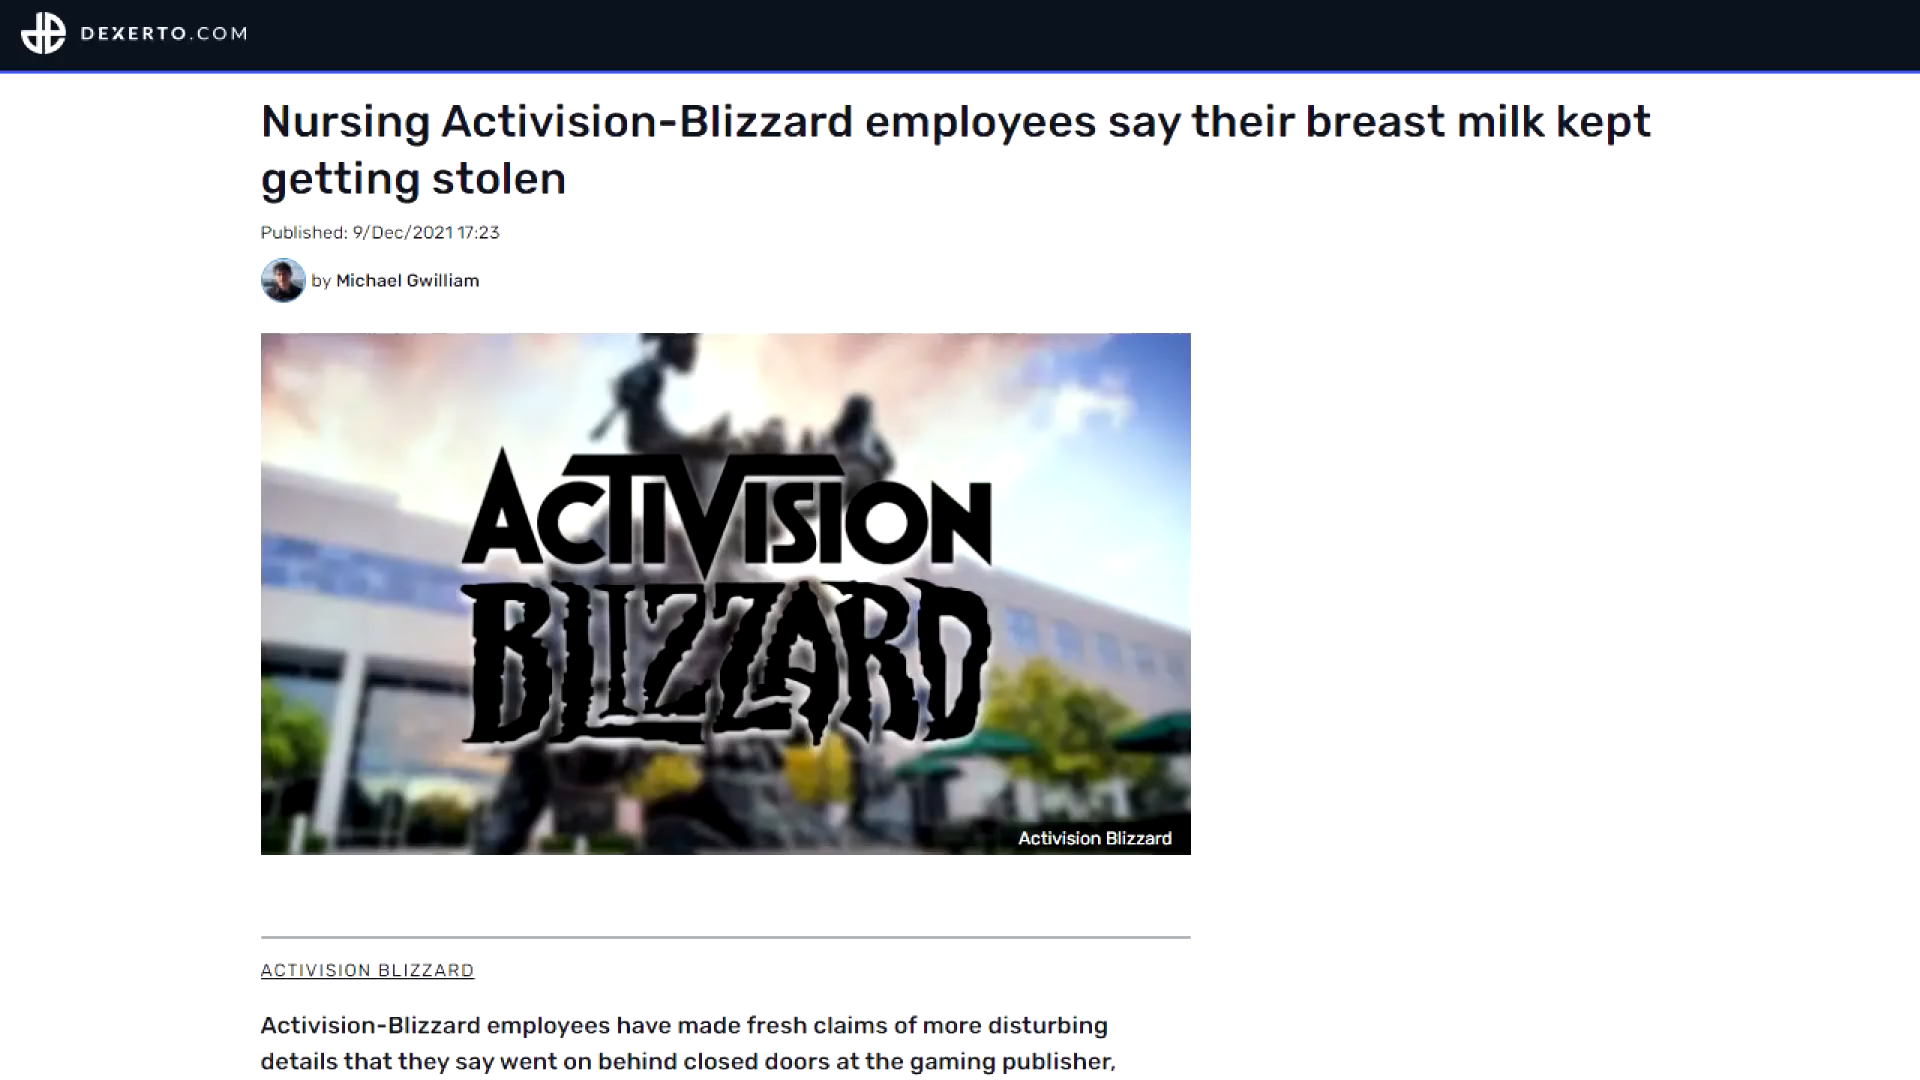 DEXERTO.COM
Nursing Activision-Blizzard employees say their breast milk kept
getting stolen
Published: 9/Dec/2021 17:23
by Michael Gwilliam
ACTIVISION
BLIZZARD
Activision Blizzard
ACTIVISION BLIZZARD
Activision-Blizzard employees have made fresh claims of more disturbing
details that they say went on behind closed doors at the gaming publisher,